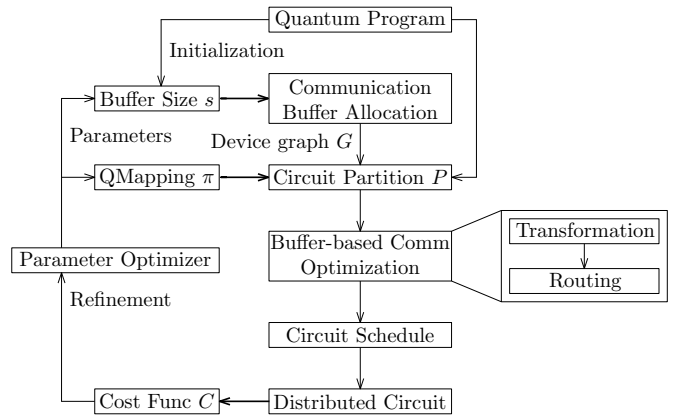 Quantum Program
Initialization
Buffer Size s
Communication
Buffer Allocation
Parameters
Device graph G
QMapping π
Circuit Partition P
Buffer-based Comm
Optimization
Transformation
Routing
Parameter Optimizer
Refinement
Circuit Schedule
Cost Func C
Distributed Circuit